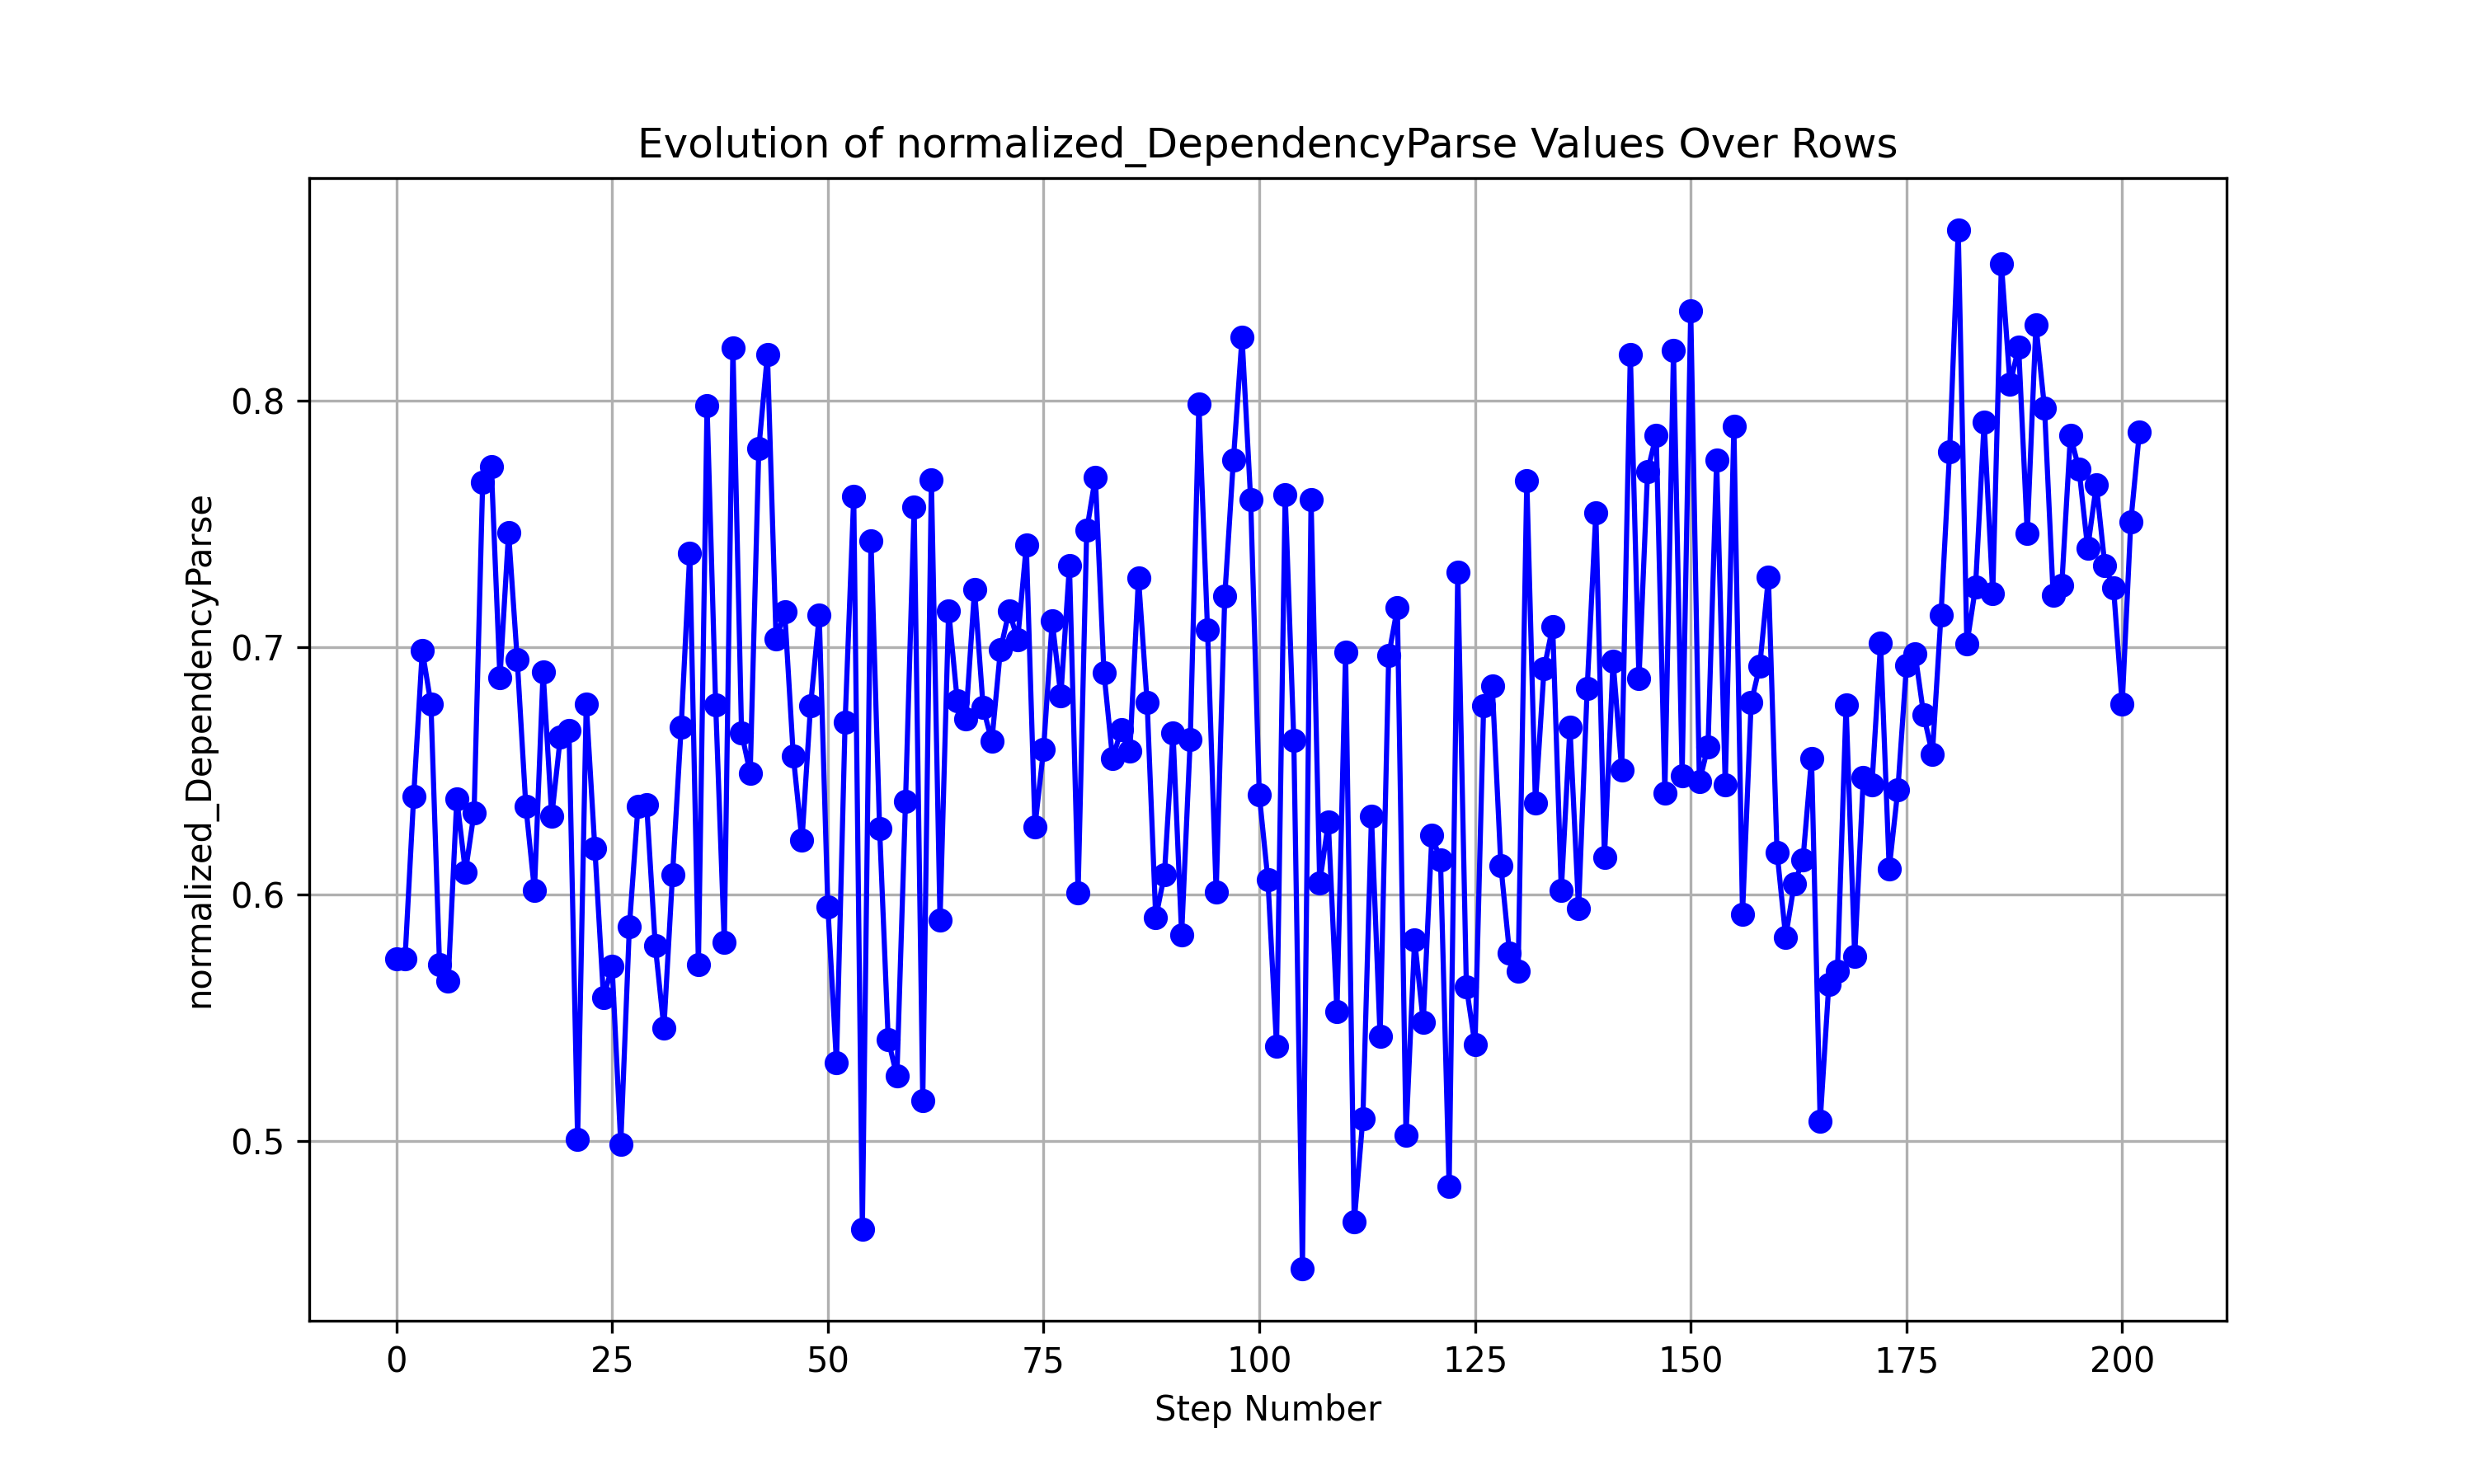 Evolution of normalized_DependencyParse Values Over Rows
normalized_DependencyParse
0.8
0.7
0.6
0.5
0 25 50 75 100 125 150 175 200
Step Number